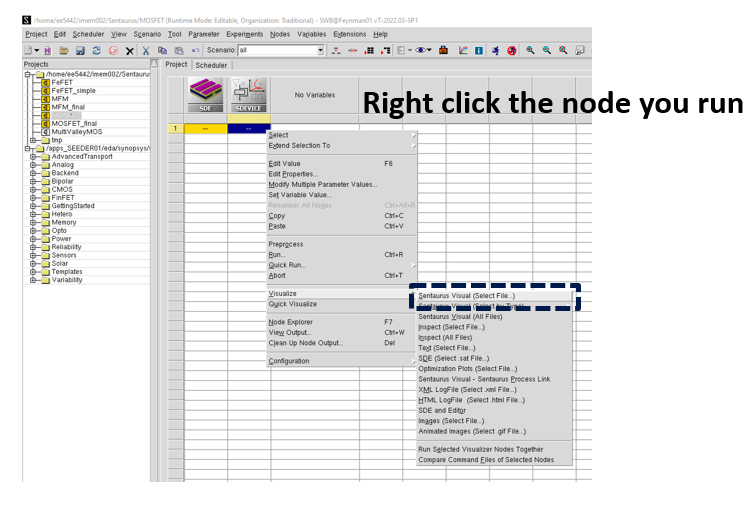 S /home/ee5442/imem002/Sentaurus/MOSFET (Runtime Mode: Editable, Organization: Traditional) - SWB@Feynman01 vT-2022.03-SP1
Project Edit Scheduler View Scenario Tool Parameter Experiments Nodes Variables Extensions Help
Scenario: all
Projects
/home/ee5442/imem002/Sentauru
FeFET
FeFET_simple
MFM
MFM_final
MOSFET_final
MultiValleyMOS
tmp
/apps_SEEDER01/eda/synopsys/
AdvancedTransport
Analog
Backend
Bipolar
CMOS
FinFET
GettingStarted
Hetero
Memory
Opto
Power
Reliability
Sensors
Solar
Templates
Variability
Project Scheduler
SDE SDEVICE No Variables
Right click the node you run
1 -- --
Select
Extend Selection To
Edit Value F6
Edit Properties...
Modify Multiple Parameter Values...
Set Variable Value...
Renumber All Nodes Ctrl+Alt+R
Copy Ctrl+C
Paste Ctrl+V
Preprocess
Run... Ctrl+R
Quick Run...
Abort Ctrl+T
Visualize
Quick Visualize
Node Explorer F7
View Output... Ctrl+W
Clean Up Node Output... Del
Configuration
Sentaurus Visual (Select File...)
Sentaurus Visual (Select by Type)
Sentaurus Visual (All Files)
Inspect (Select File...)
Inspect (All Files)
Text (Select File...)
SDE (Select .sat File...)
Optimization Plots (Select File...)
Sentaurus Visual - Sentaurus Process Link
XML LogFile (Select .xml File...)
HTML LogFile (Select .html File...)
SDE and Editor
Images (Select File...)
Animated Images (Select .gif File...)
Run Selected Visualizer Nodes Together
Compare Command Files of Selected Nodes